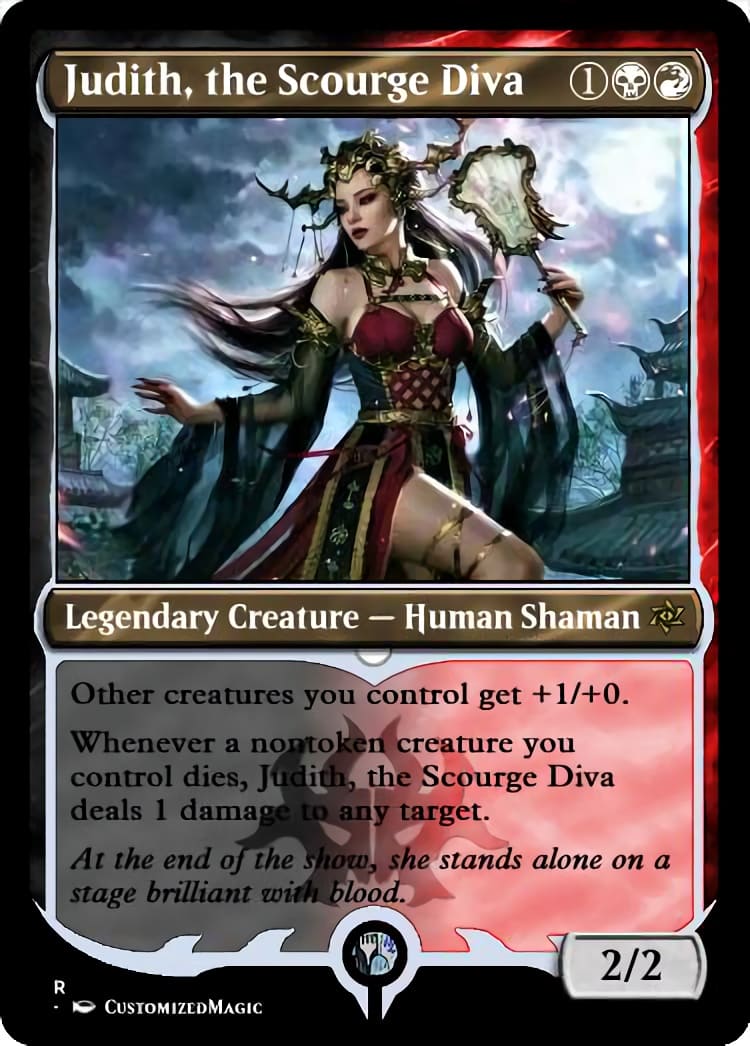 Judith, the Scourge Diva 1
Legendary Creature — Human Shaman
Other creatures you control get +1/+0.
Whenever a nontoken creature you
control dies, Judith, the Scourge Diva
deals 1 damage to any target.
At the end of the show, she stands alone on a
stage brilliant with blood.
2/2
R
- CustomizedMagic